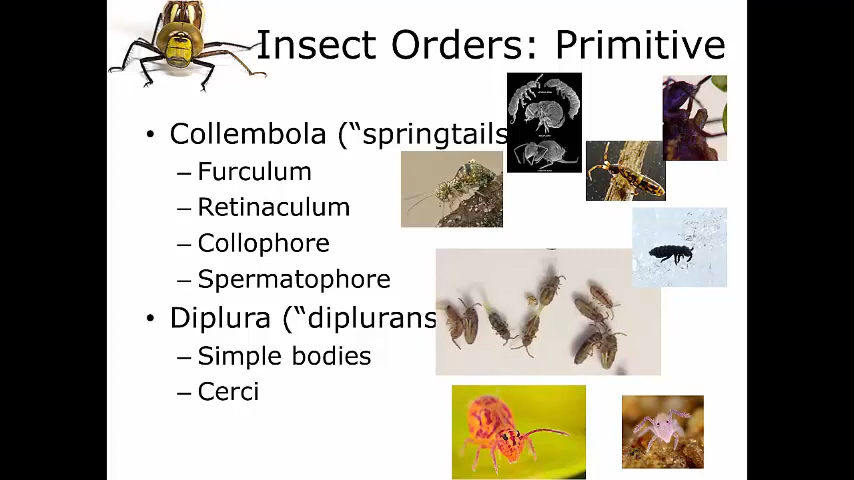 Insect Orders: Primitive
• Collembola (“springtails
– Furculum
– Retinaculum
– Collophore
– Spermatophore
• Diplura (“diplurans
– Simple bodies
– Cerci